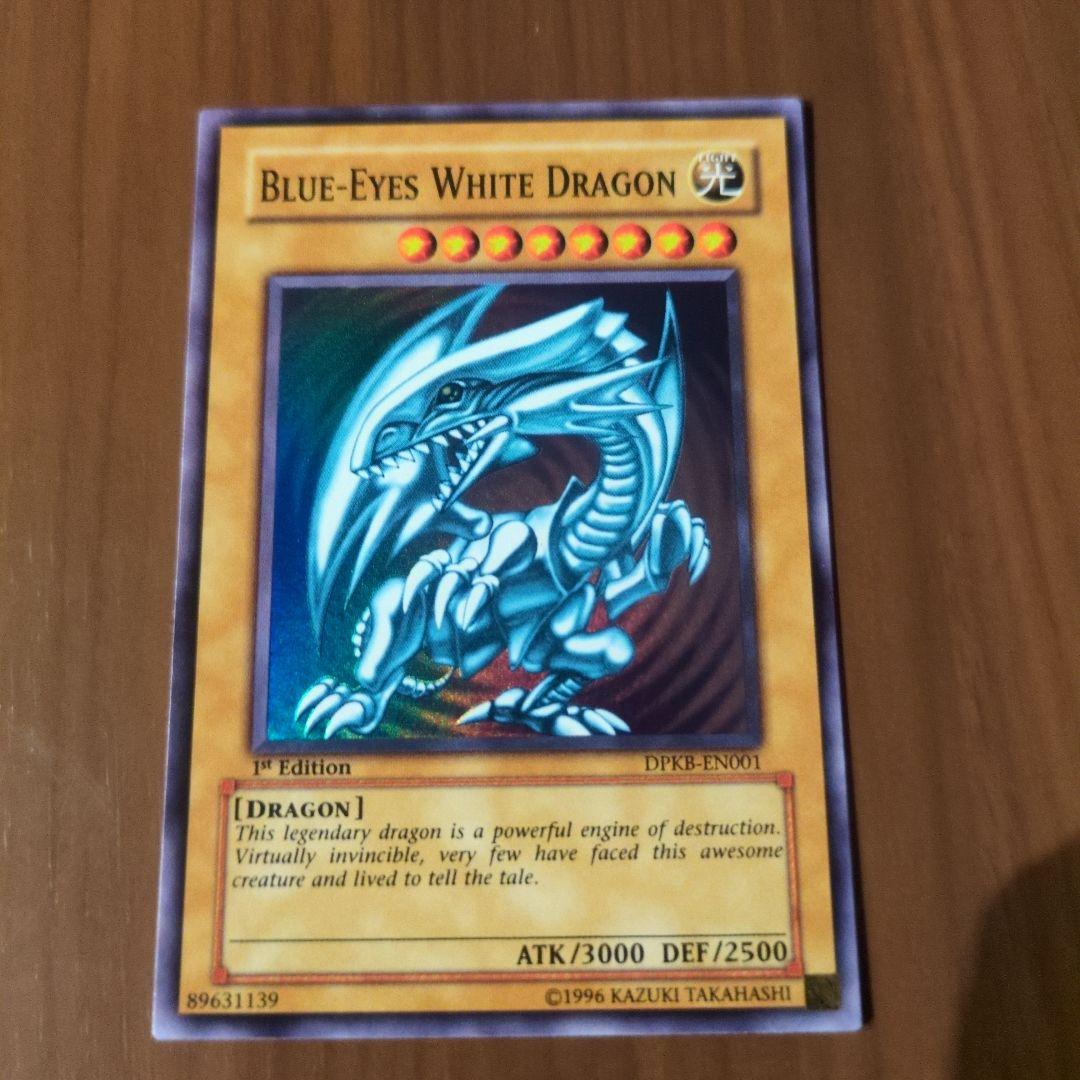 BLUE-EYES WHITE DRAGON
LIGHT
光
1st Edition
DPKB-EN001
[DRAGON]
This legendary dragon is a powerful engine of destruction.
Virtually invincible, very few have faced this awesome
creature and lived to tell the tale.
ATK/3000 DEF/2500
89631139
©1996 KAZUKI TAKAHASHI